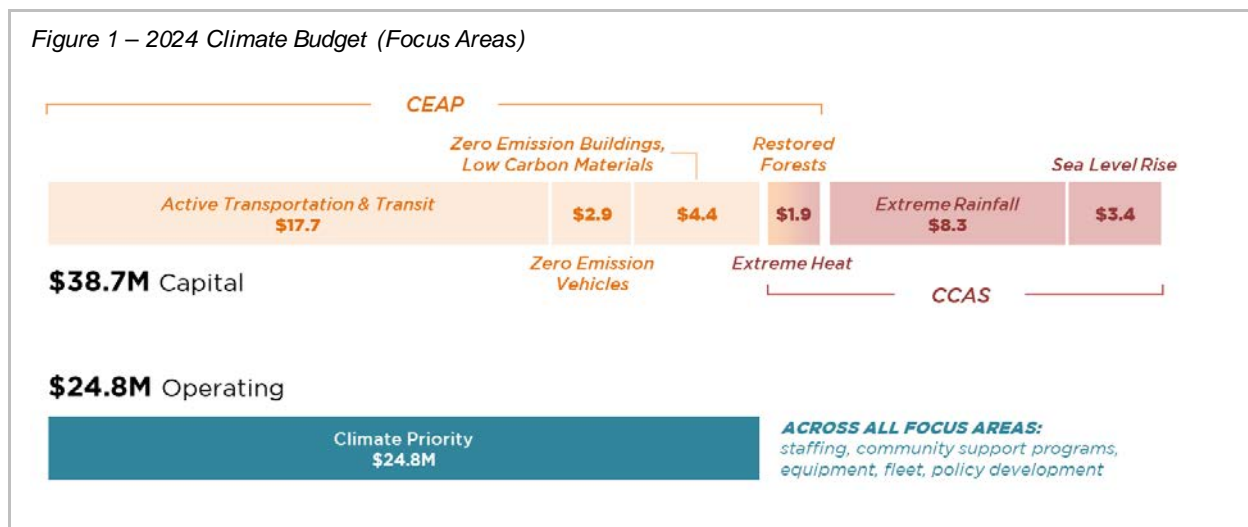 Figure 1 – 2024 Climate Budget (Focus Areas)
CEAP
Zero Emission Buildings,
Low Carbon Materials
Restored
Forests
Sea Level Rise
Active Transportation & Transit
$17.7
$2.9
$4.4
$1.9
Extreme Rainfall
$8.3
$3.4
Zero Emission
Vehicles
Extreme Heat
$38.7M Capital
CCAS
$24.8M Operating
Climate Priority
$24.8M
ACROSS ALL FOCUS AREAS:
staffing, community support programs,
equipment, fleet, policy development